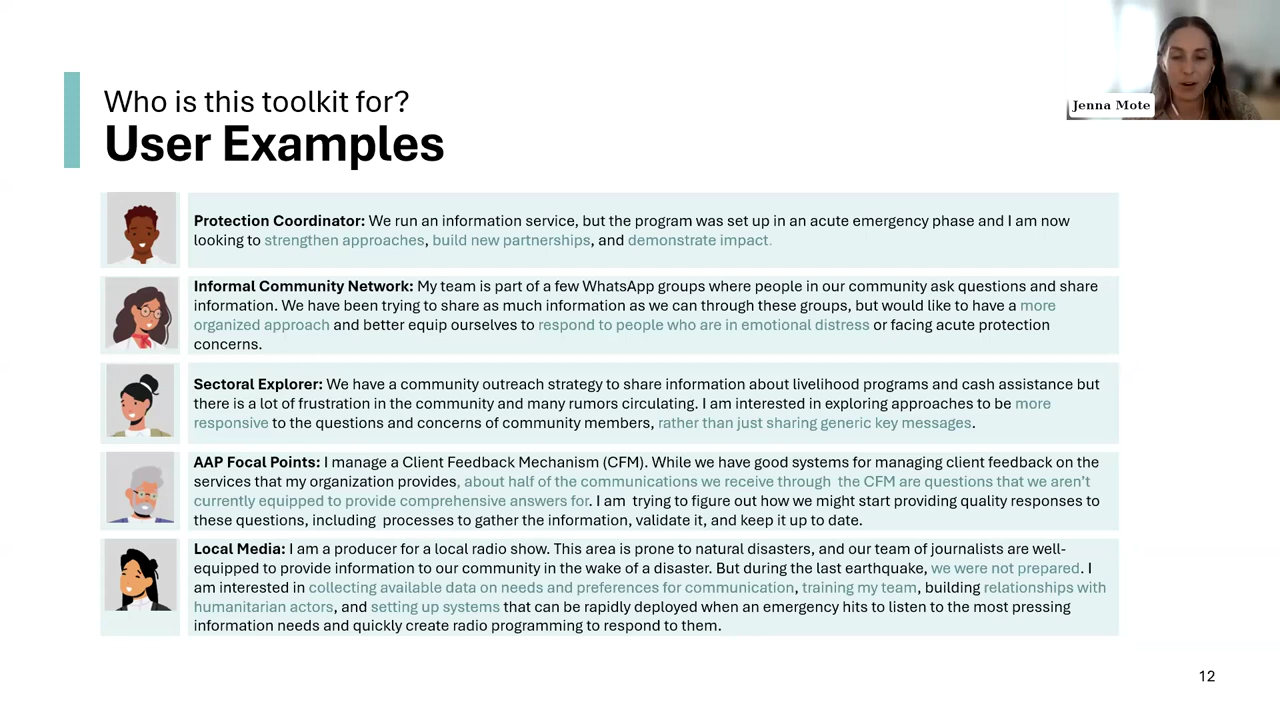 Jenna Mote
Who is this toolkit for?
User Examples
Protection Coordinator: We run an information service, but the program was set up in an acute emergency phase and I am now
looking to strengthen approaches, build new partnerships, and demonstrate impact.
Informal Community Network: My team is part of a few WhatsApp groups where people in our community ask questions and share
information. We have been trying to share as much information as we can through these groups, but would like to have a more
organized approach and better equip ourselves to respond to people who are in emotional distress or facing acute protection
concerns.
Sectoral Explorer: We have a community outreach strategy to share information about livelihood programs and cash assistance but
there is a lot of frustration in the community and many rumors circulating. I am interested in exploring approaches to be more
responsive to the questions and concerns of community members, rather than just sharing generic key messages.
AAP Focal Points: I manage a Client Feedback Mechanism (CFM). While we have good systems for managing client feedback on the
services that my organization provides, about half of the communications we receive through the CFM are questions that we aren't
currently equipped to provide comprehensive answers for. I am trying to figure out how we might start providing quality responses to
these questions, including processes to gather the information, validate it, and keep it up to date.
Local Media: I am a producer for a local radio show. This area is prone to natural disasters, and our team of journalists are well-
equipped to provide information to our community in the wake of a disaster. But during the last earthquake, we were not prepared. I
am interested in collecting available data on needs and preferences for communication, training my team, building relationships with
humanitarian actors, and setting up systems that can be rapidly deployed when an emergency hits to listen to the most pressing
information needs and quickly create radio programming to respond to them.
12